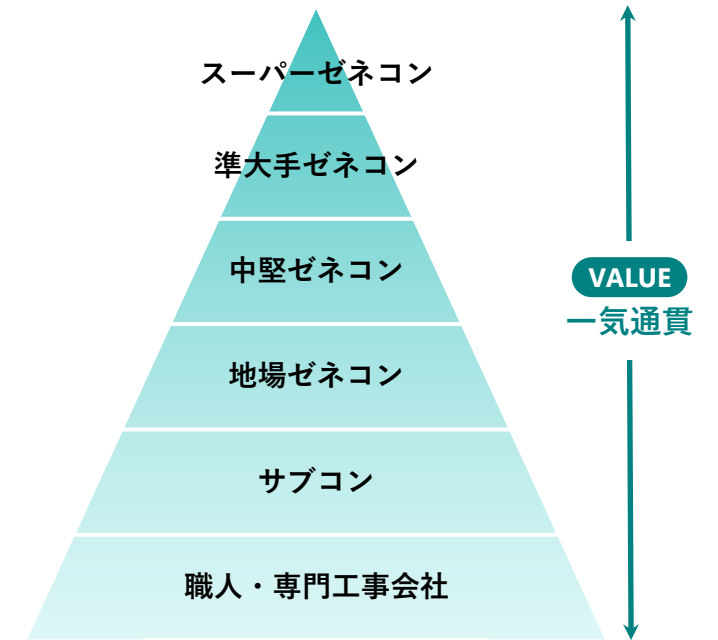 スーパーゼネコン
準大手ゼネコン
中堅ゼネコン
地場ゼネコン
サブコン
職人・専門工事会社
VALUE
一気通貫